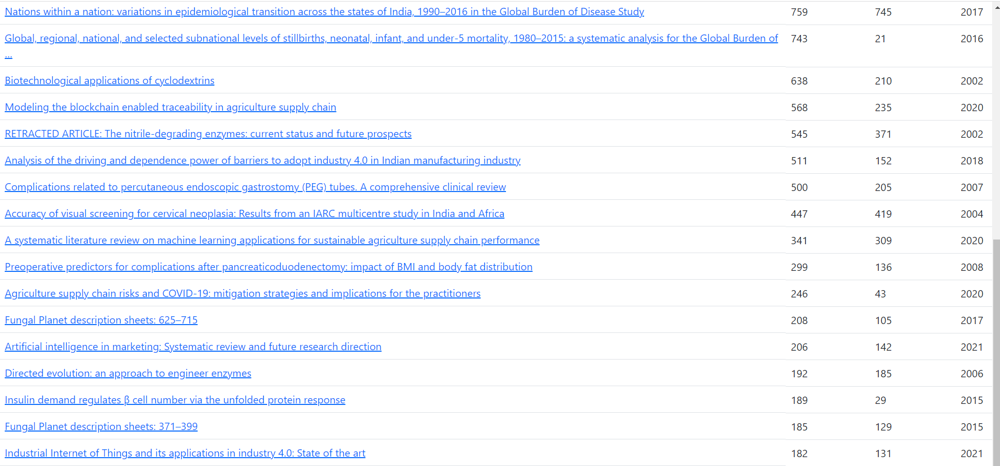 Nations within a nation: variations in epidemiological transition across the states of India, 1990–2016 in the Global Burden of Disease Study 759 745 2017
Global, regional, national, and selected subnational levels of stillbirths, neonatal, infant, and under-5 mortality, 1980–2015: a systematic analysis for the Global Burden of 743 21 2016
...
Biotechnological applications of cyclodextrins 638 210 2002
Modeling the blockchain enabled traceability in agriculture supply chain 568 235 2020
RETRACTED ARTICLE: The nitrile-degrading enzymes: current status and future prospects 545 371 2002
Analysis of the driving and dependence power of barriers to adopt industry 4.0 in Indian manufacturing industry 511 152 2018
Complications related to percutaneous endoscopic gastrostomy (PEG) tubes. A comprehensive clinical review 500 205 2007
Accuracy of visual screening for cervical neoplasia: Results from an IARC multicentre study in India and Africa 447 419 2004
A systematic literature review on machine learning applications for sustainable agriculture supply chain performance 341 309 2020
Preoperative predictors for complications after pancreaticoduodenectomy: impact of BMI and body fat distribution 299 136 2008
Agriculture supply chain risks and COVID-19: mitigation strategies and implications for the practitioners 246 43 2020
Fungal Planet description sheets: 625–715 208 105 2017
Artificial intelligence in marketing: Systematic review and future research direction 206 142 2021
Directed evolution: an approach to engineer enzymes 192 185 2006
Insulin demand regulates β cell number via the unfolded protein response 189 29 2015
Fungal Planet description sheets: 371–399 185 129 2015
Industrial Internet of Things and its applications in industry 4.0: State of the art 182 131 2021